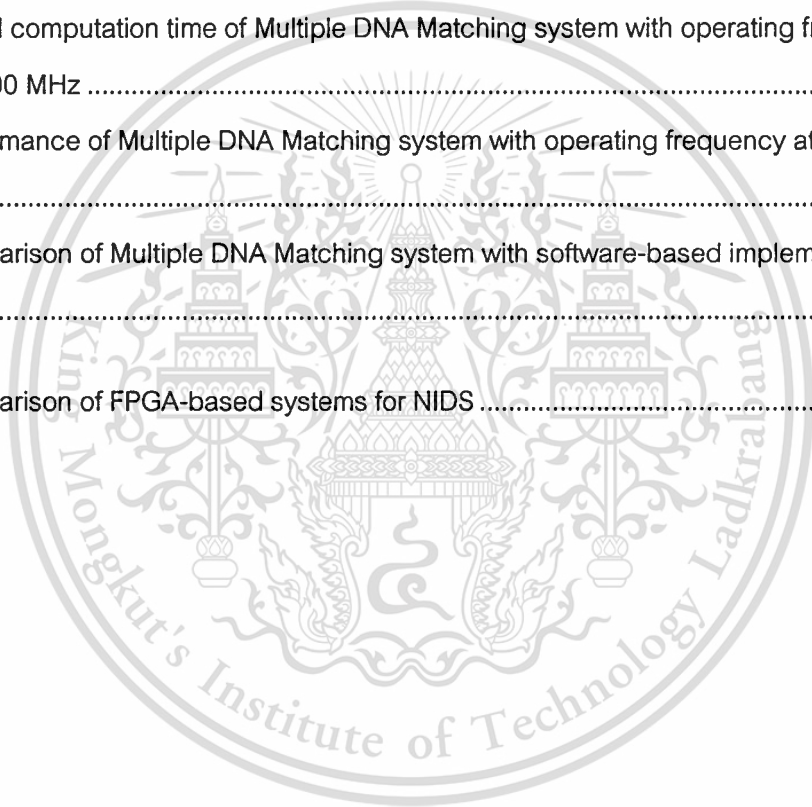 computation time of Multiple DNA Matching system with operating
00 MHz ................................................................
mance of Multiple DNA Matching system with operating frequency at
................................................................
arison of Multiple DNA Matching system with software-based implem
................................................................
arison of FPGA-based systems for NIDS ................................................................
King Mongkut's Institute of Technology Ladkrabang